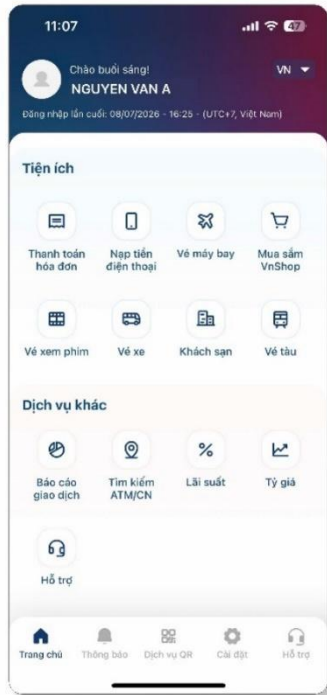 11:07
47
Chào buổi sáng!
VN
NGUYEN VAN A
Đăng nhập lần cuối: 08/07/2026 - 16:25 - (UTC+7, Việt Nam)
Tiện ích
Thanh toán hóa đơn
Nạp tiền điện thoại
Vé máy bay
Mua sắm VnShop
Vé xem phim
Vé xe
Khách sạn
Vé tàu
Dịch vụ khác
Báo cáo giao dịch
Tìm kiếm ATM/CN
Lãi suất
Tỷ giá
Hỗ trợ
Trang chủ
Thông báo
Dịch vụ QR
Cài đặt
Hỗ trợ